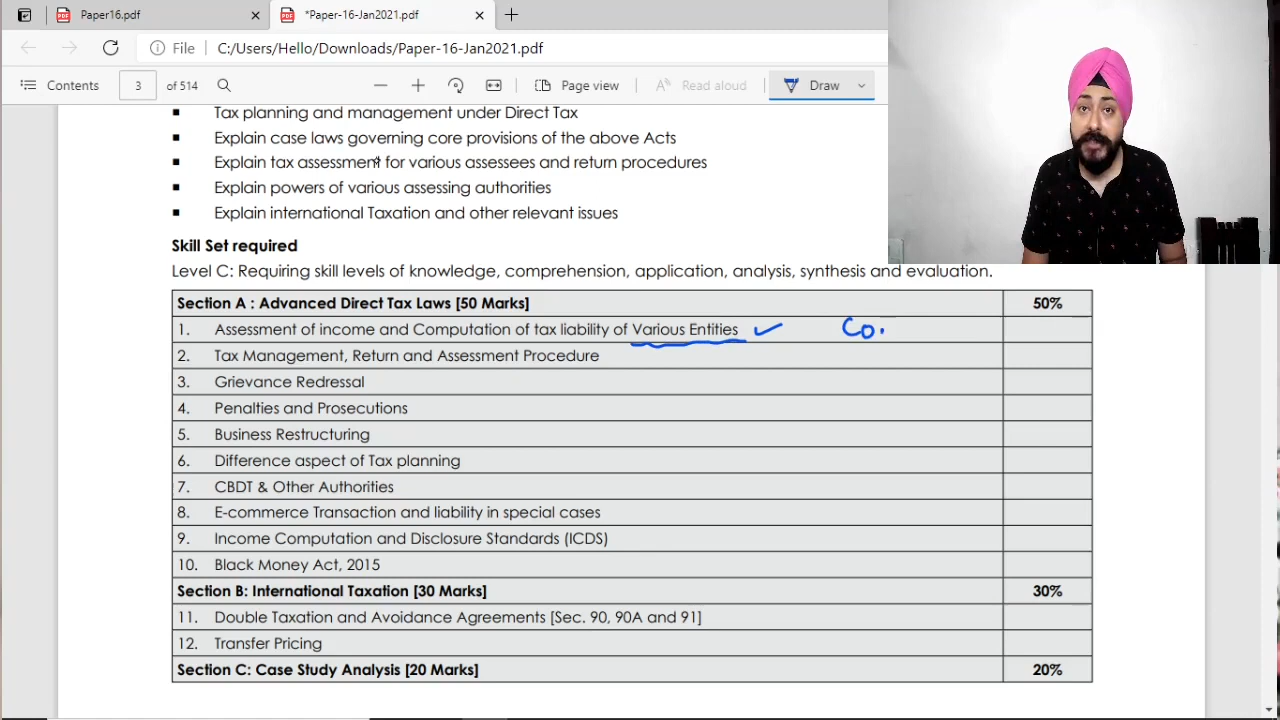 Paper16.pdf
*Paper-16-Jan2021.pdf
File C:/Users/Hello/Downloads/Paper-16-Jan2021.pdf
Contents 3 of 514 Page view Read aloud Draw
Tax planning and management under Direct Tax
Explain case laws governing core provisions of the above Acts
Explain tax assessment for various assessees and return procedures
Explain powers of various assessing authorities
Explain international Taxation and other relevant issues
Skill Set required
Level C: Requiring skill levels of knowledge, comprehension, application, analysis, synthesis and evaluation.
Section A : Advanced Direct Tax Laws [50 Marks] 50%
1. Assessment of income and Computation of tax liability of Various Entities Co.
2. Tax Management, Return and Assessment Procedure
3. Grievance Redressal
4. Penalties and Prosecutions
5. Business Restructuring
6. Difference aspect of Tax planning
7. CBDT & Other Authorities
8. E-commerce Transaction and liability in special cases
9. Income Computation and Disclosure Standards (ICDS)
10. Black Money Act, 2015
Section B: International Taxation [30 Marks] 30%
11. Double Taxation and Avoidance Agreements [Sec. 90, 90A and 91]
12. Transfer Pricing
Section C: Case Study Analysis [20 Marks] 20%